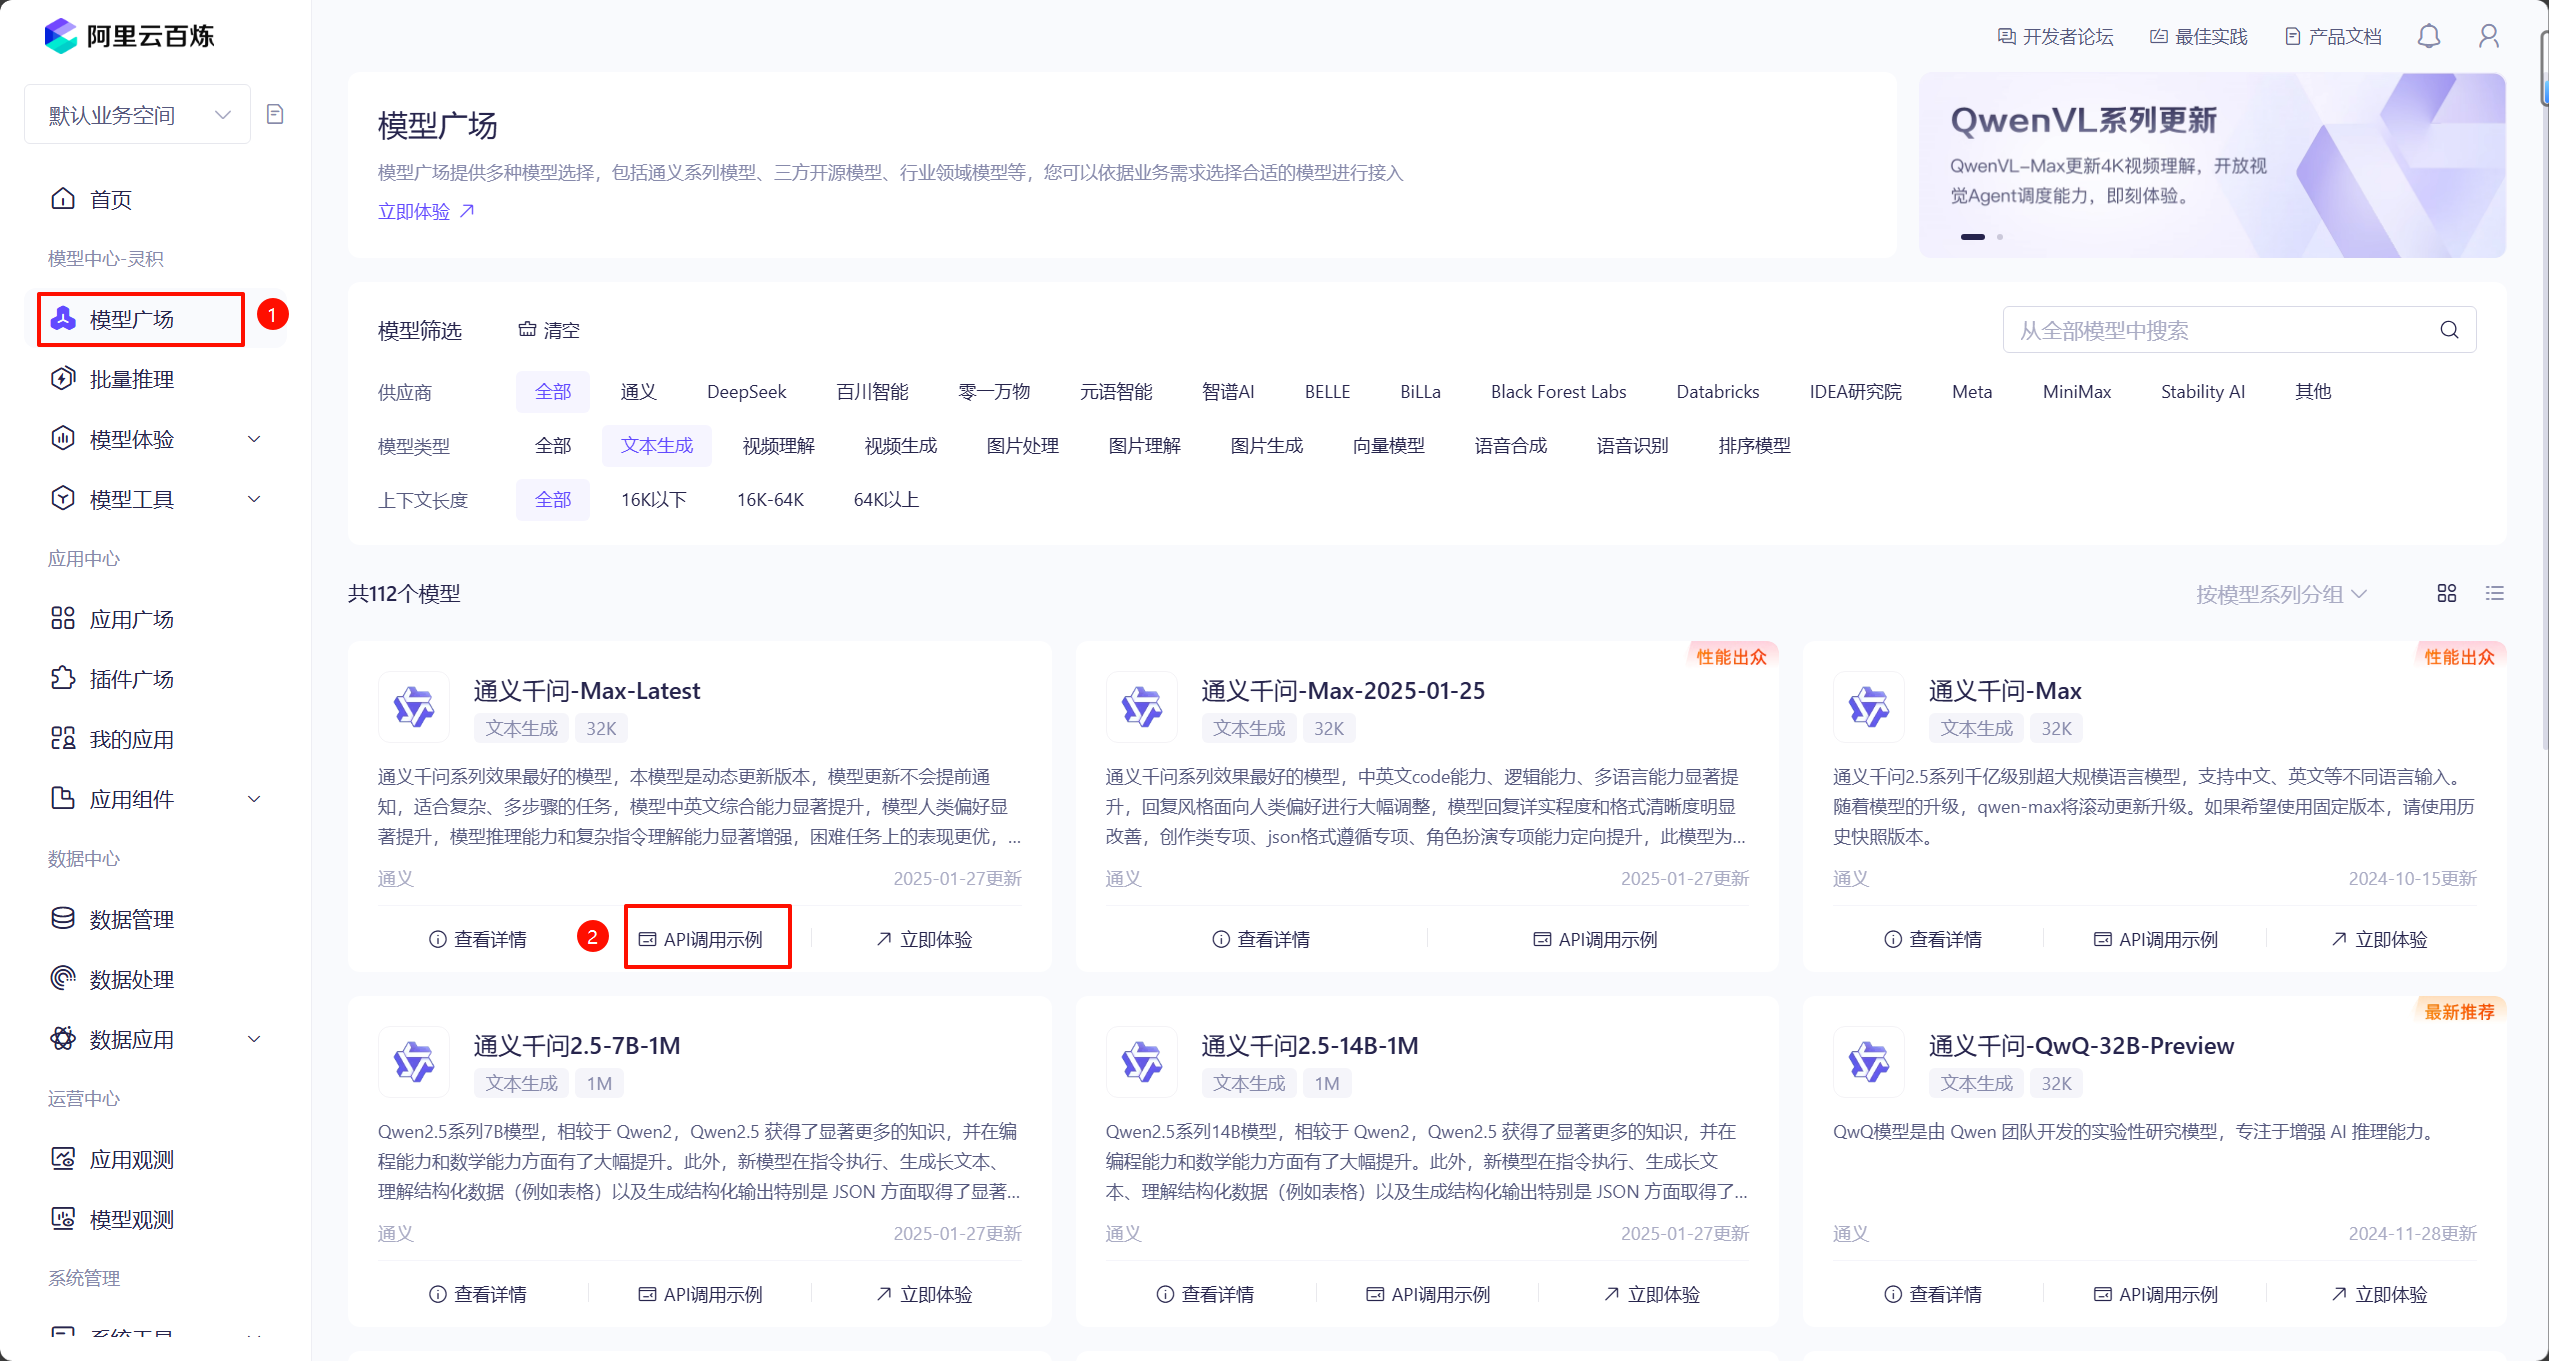 阿里云百炼
开发者论坛
最佳实践
产品文档
默认业务空间
首页
模型中心-灵积
模型广场
1
批量推理
模型体验
模型工具
应用中心
应用广场
插件广场
我的应用
应用组件
数据中心
数据管理
数据处理
数据应用
运营中心
应用观测
模型观测
系统管理
系统工具
模型广场
模型广场提供多种模型选择，包括通义系列模型、三方开源模型、行业领域模型等，您可以依据业务需求选择合适的模型进行接入
立即体验
QwenVL系列更新
QwenVL-Max更新4K视频理解，开放视
觉Agent调度能力，即刻体验。
模型筛选 清空
从全部模型中搜索
供应商 全部 通义 DeepSeek 百川智能 零一万物 元语智能 智谱AI BELLE BiLLa Black Forest Labs Databricks IDEA研究院 Meta MiniMax Stability AI 其他
模型类型 全部 文本生成 视频理解 视频生成 图片处理 图片理解 图片生成 向量模型 语音合成 语音识别 排序模型
上下文长度 全部 16K以下 16K-64K 64K以上
共112个模型
按模型系列分组
通义千问-Max-Latest
文本生成 32K
通义千问系列效果最好的模型，本模型是动态更新版本，模型更新不会提前通
知，适合复杂、多步骤的任务，模型中英文综合能力显著提升，模型人类偏好显
著提升，模型推理能力和复杂指令理解能力显著增强，困难任务上的表现更优，...
通义 2025-01-27更新
查看详情 2 API调用示例 立即体验
性能出众
通义千问-Max-2025-01-25
文本生成 32K
通义千问系列效果最好的模型，中英文code能力、逻辑能力、多语言能力显著提
升，回复风格面向人类偏好进行大幅调整，模型回复详实程度和格式清晰度明显
改善，创作类专项、json格式遵循专项、角色扮演专项能力定向提升，此模型为...
通义 2025-01-27更新
查看详情 API调用示例
性能出众
通义千问-Max
文本生成 32K
通义千问2.5系列千亿级别超大规模语言模型，支持中文、英文等不同语言输入。
随着模型的升级，qwen-max将滚动更新升级。如果希望使用固定版本，请使用历
史快照版本。
通义 2024-10-15更新
查看详情 API调用示例 立即体验
通义千问2.5-7B-1M
文本生成 1M
Qwen2.5系列7B模型，相较于 Qwen2，Qwen2.5 获得了显著更多的知识，并在编
程能力和数学能力方面有了大幅提升。此外，新模型在指令执行、生成长文本、
理解结构化数据（例如表格）以及生成结构化输出特别是 JSON 方面取得了显著...
通义 2025-01-27更新
查看详情 API调用示例 立即体验
通义千问2.5-14B-1M
文本生成 1M
Qwen2.5系列14B模型，相较于 Qwen2，Qwen2.5 获得了显著更多的知识，并在
编程能力和数学能力方面有了大幅提升。此外，新模型在指令执行、生成长文
本、理解结构化数据（例如表格）以及生成结构化输出特别是 JSON 方面取得了...
通义 2025-01-27更新
查看详情 API调用示例 立即体验
最新推荐
通义千问-QwQ-32B-Preview
文本生成 32K
QwQ模型是由 Qwen 团队开发的实验性研究模型，专注于增强 AI 推理能力。
通义 2024-11-28更新
查看详情 API调用示例 立即体验